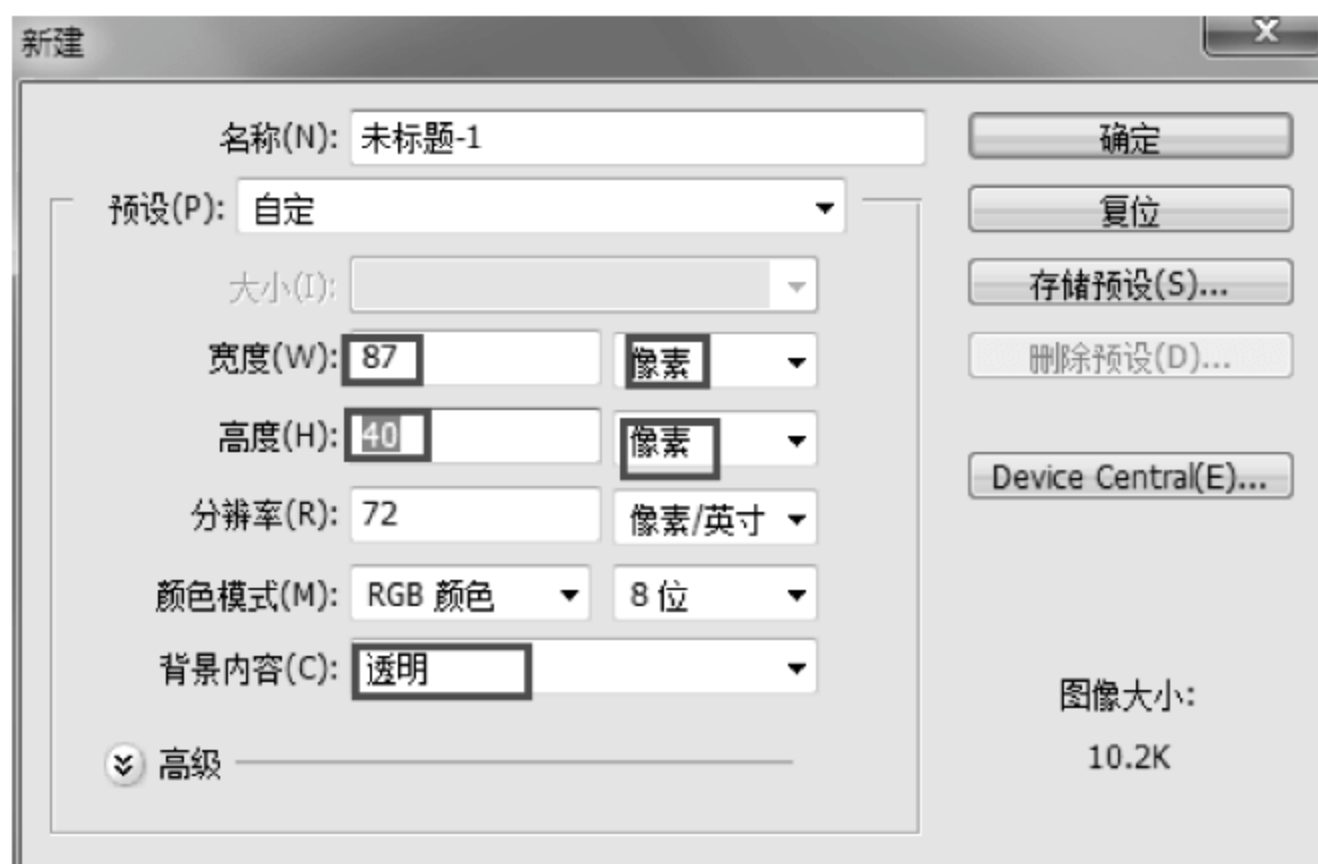 新建
名称(N): 未标题-1 确定
预设(P): 自定 复位
大小(I): 存储预设(S)...
宽度(W): 87 像素 删除预设(D)...
高度(H): 40 像素
Device Central(E)...
分辨率(R): 72 像素/英寸
颜色模式(M): RGB 颜色 8 位
背景内容(C): 透明
图像大小:
高级 10.2K